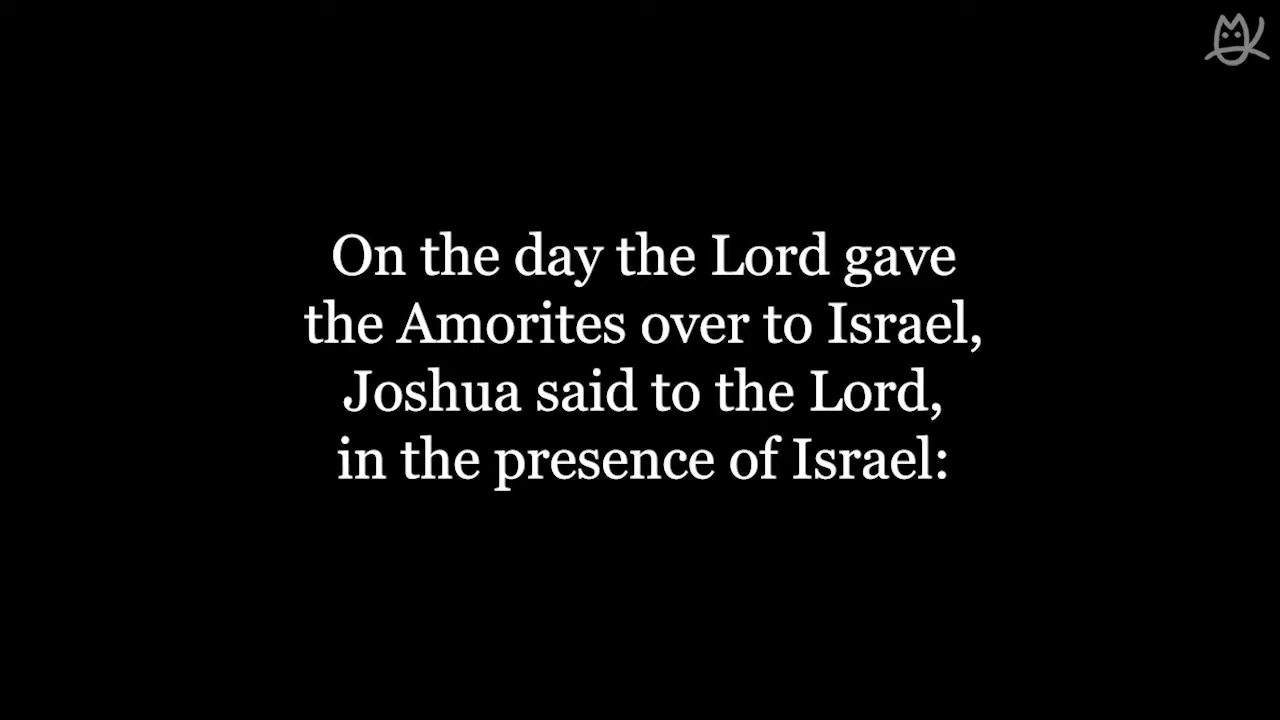 On the day the Lord gave
the Amorites over to Israel,
Joshua said to the Lord,
in the presence of Israel: